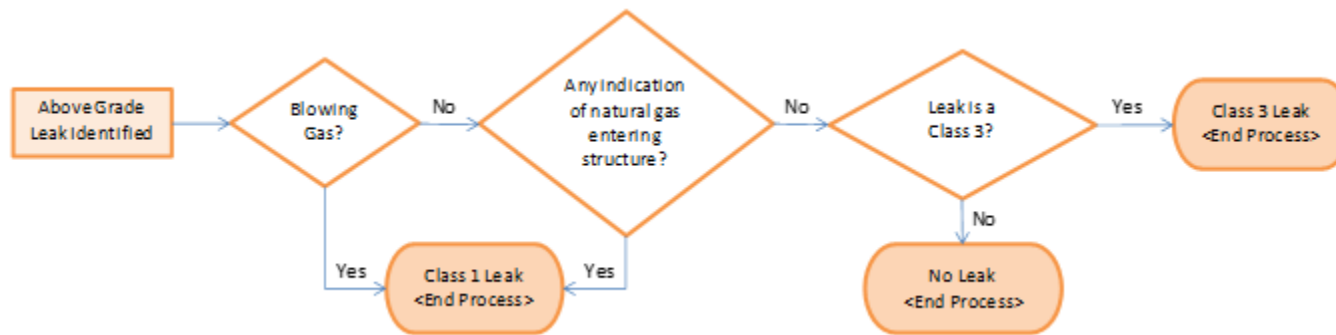 Above Grade
Leak Identified
Blowing
Gas?
No
Any indication
of natural gas
entering
structure?
No
Leak is a
Class 3?
Yes
Class 3 Leak
<End Process>
Yes
Class 1 Leak
<End Process>
Yes
No
No Leak
<End Process>